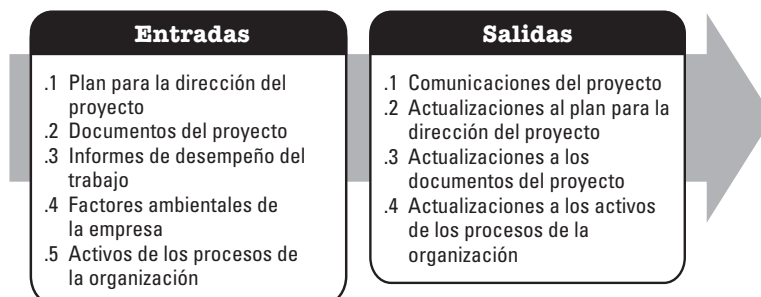 Entradas
.1 Plan para la dirección del
proyecto
.2 Documentos del proyecto
.3 Informes de desempeño del
trabajo
.4 Factores ambientales de
la empresa
.5 Activos de los procesos de
la organización
Salidas
.1 Comunicaciones del proyecto
.2 Actualizaciones al plan para la
dirección del proyecto
.3 Actualizaciones a los
documentos del proyecto
.4 Actualizaciones a los activos
de los procesos de la
organización